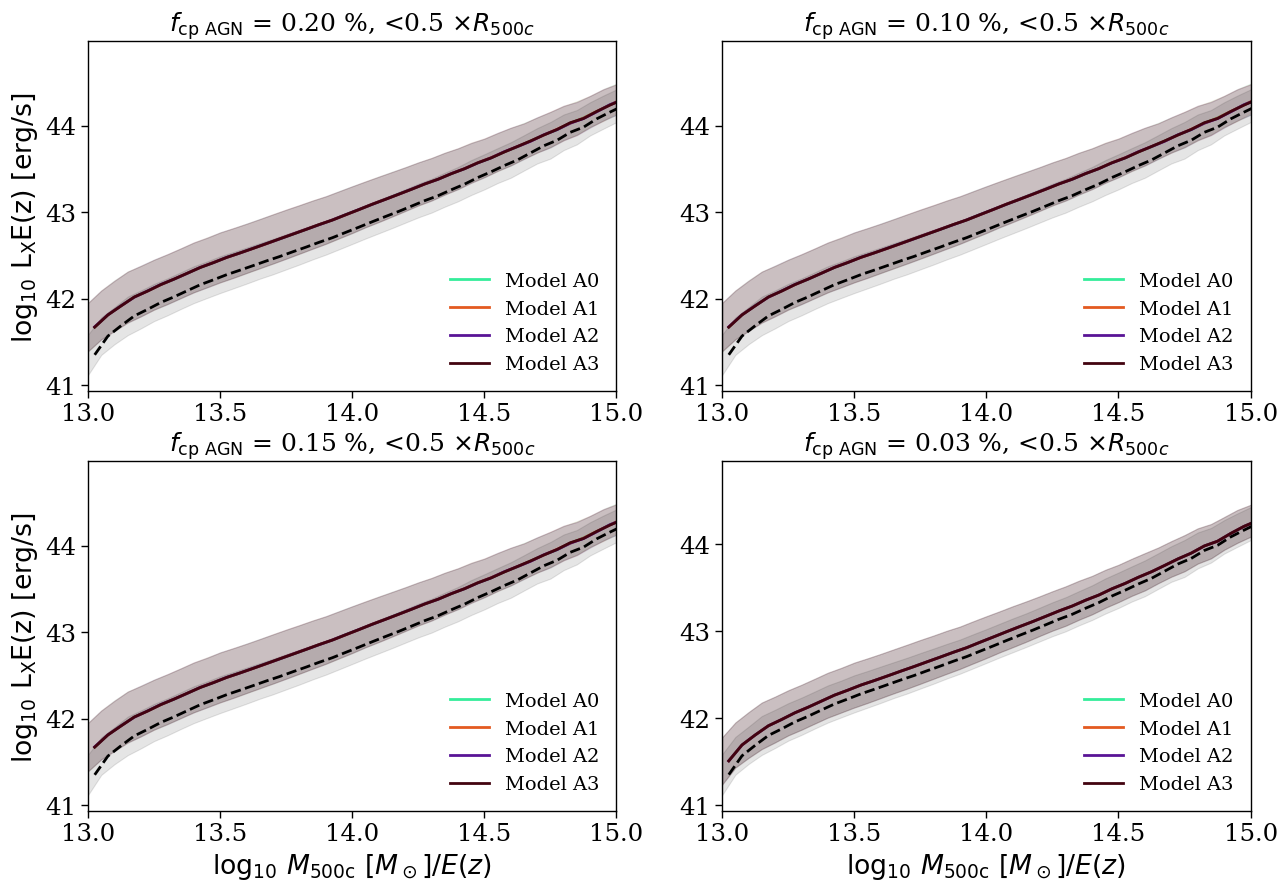 f_cp AGN = 0.20 %, <0.5 ×R_500c
f_cp AGN = 0.10 %, <0.5 ×R_500c
log10 LXE(z) [erg/s]
44
43
42
41
13.0 13.5 14.0 14.5 15.0
Model A0
Model A1
Model A2
Model A3
44
43
42
41
13.0 13.5 14.0 14.5 15.0
Model A0
Model A1
Model A2
Model A3
f_cp AGN = 0.15 %, <0.5 ×R_500c
f_cp AGN = 0.03 %, <0.5 ×R_500c
log10 LXE(z) [erg/s]
44
43
42
41
13.0 13.5 14.0 14.5 15.0
Model A0
Model A1
Model A2
Model A3
log10 M500c [M⊙]/E(z)
44
43
42
41
13.0 13.5 14.0 14.5 15.0
Model A0
Model A1
Model A2
Model A3
log10 M500c [M⊙]/E(z)